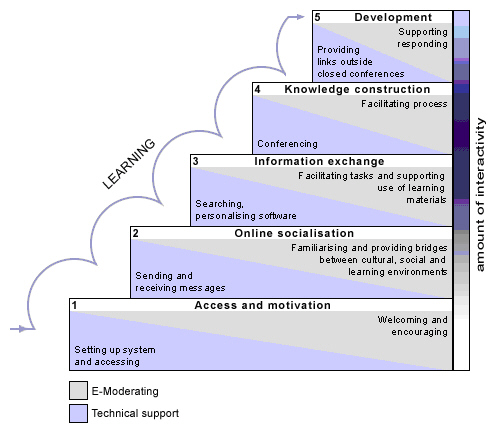 5 Development
Supporting
responding
Providing
links outside
closed conferences
4 Knowledge construction
Facilitating process
Conferencing
3 Information exchange
Facilitating tasks and supporting
use of learning
materials
Searching,
personalising software
2 Online socialisation
Familiarising and providing bridges
between cultural, social and
learning environments
Sending and
receiving messages
1 Access and motivation
Welcoming and
encouraging
Setting up system
and accessing
LEARNING
amount of interactivity
E-Moderating
Technical support